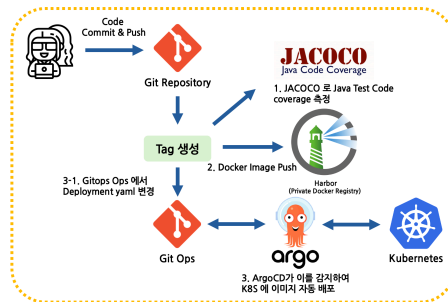 Code
Commit & Push
Git Repository
JACOCO
Java Code Coverage
1. JACOCO 로 Java Test Code
coverage 측정
Tag 생성
2. Docker Image Push
Harbor
(Private Docker Registry)
3-1. Gitops Ops 에서
Deployment yaml 변경
Git Ops
argo
Kubernetes
3. ArgoCD가 이를 감지하여
K8S 에 이미지 자동 배포